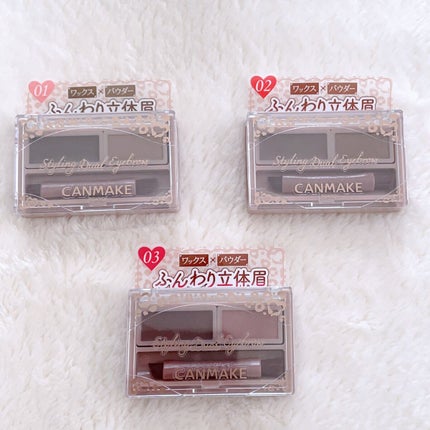 01
ワックス×パウダー
ふんわり立体眉
Styling Dual Eyebrow
CANMAKE
02
ワックス×パウダー
ふんわり立体眉
Styling Dual Eyebrow
CANMAKE
03
ワックス×パウダー
ふんわり立体眉
Styling Dual Eyebrow
CANMAKE